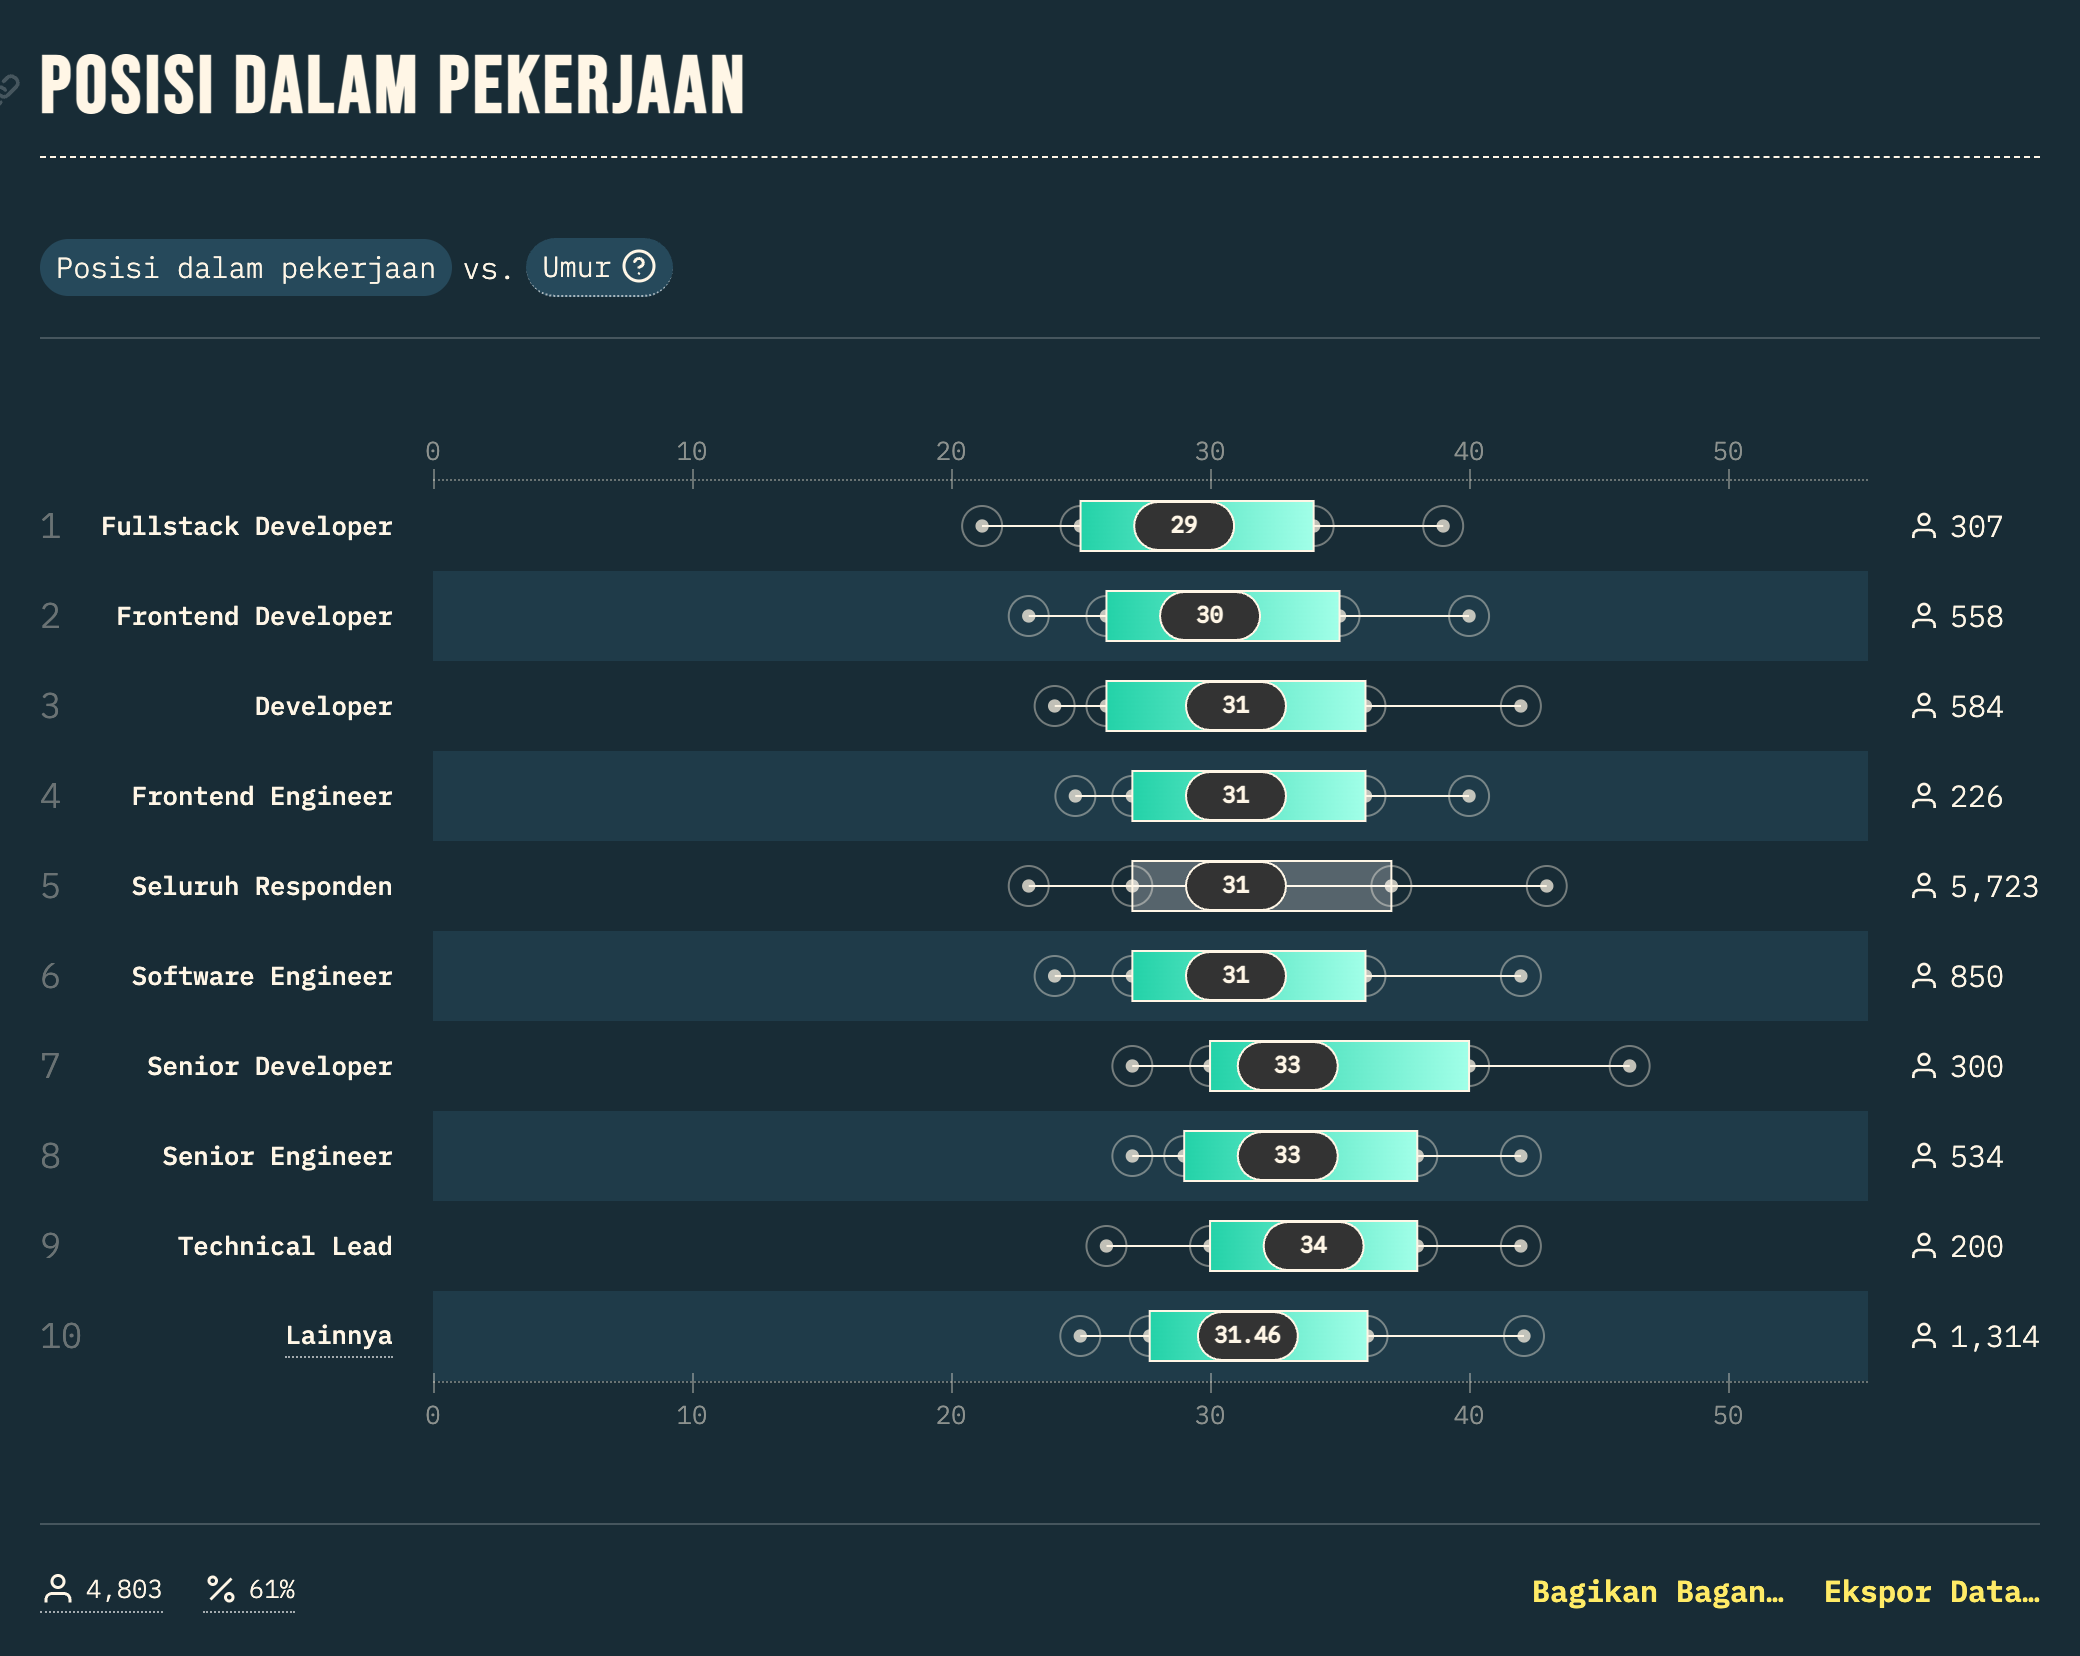 POSISI DALAM PEKERJAAN
Posisi dalam pekerjaan vs. Umur ?
0 10 20 30 40 50
1 Fullstack Developer 29 307
2 Frontend Developer 30 558
3 Developer 31 584
4 Frontend Engineer 31 226
5 Seluruh Responden 31 5,723
6 Software Engineer 31 850
7 Senior Developer 33 300
8 Senior Engineer 33 534
9 Technical Lead 34 200
10 Lainnya 31.46 1,314
0 10 20 30 40 50
4,803 % 61% Bagikan Bagan… Ekspor Data…